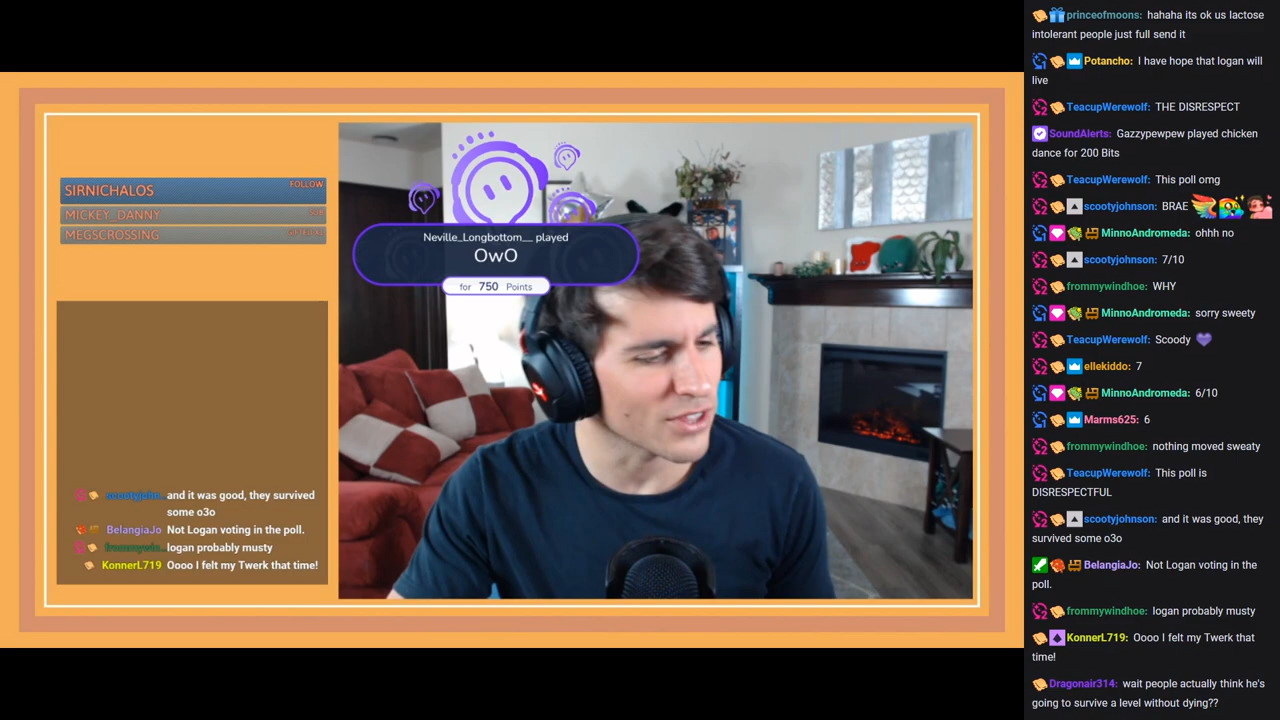 SIRNICHALOS
FOLLOW
MICKEY_DANNY
SUB
MEGSCROSSING
Neville_Longbottom__ played
OwO
for 750 Points
and it was good, they survived
some o3o
BelangiaJo Not Logan voting in the poll.
logan probably musty
KonnerL719 Oooo I felt my Twerk that time!
princeofmoons: hahaha its ok us lactose
intolerant people just full send it
Potancho: I have hope that logan will
live
TeacupWerewolf: THE DISRESPECT
SoundAlerts: Gazzypewpew played chicken
dance for 200 Bits
TeacupWerewolf: This poll omg
scootyjohnson: BRAE
MinnoAndromeda: ohhh no
scootyjohnson: 7/10
frommywindhoe: WHY
MinnoAndromeda: sorry sweety
TeacupWerewolf: Scoody
ellekiddo: 7
MinnoAndromeda: 6/10
Marms625: 6
frommywindhoe: nothing moved sweaty
TeacupWerewolf: This poll is
DISRESPECTFUL
scootyjohnson: and it was good, they
survived some o3o
BelangiaJo: Not Logan voting in the
poll.
frommywindhoe: logan probably musty
KonnerL719: Oooo I felt my Twerk that
time!
Dragonair314: wait people actually think he's
going to survive a level without dying??